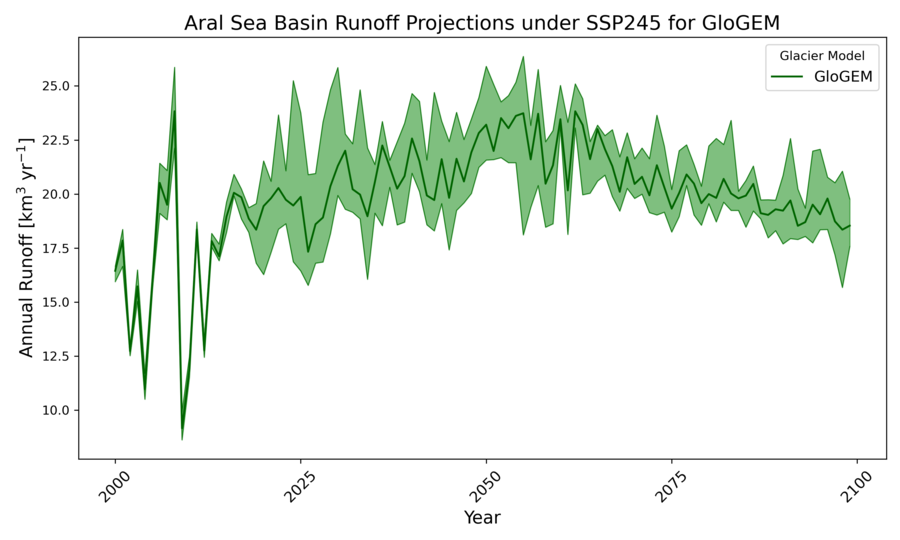 Aral Sea Basin Runoff Projections under SSP245 for GloGEM
Glacier Model
GloGEM
Annual Runoff [km³ yr⁻¹]
25.0
22.5
20.0
17.5
15.0
12.5
10.0
2000
2025
2050
2075
2100
Year